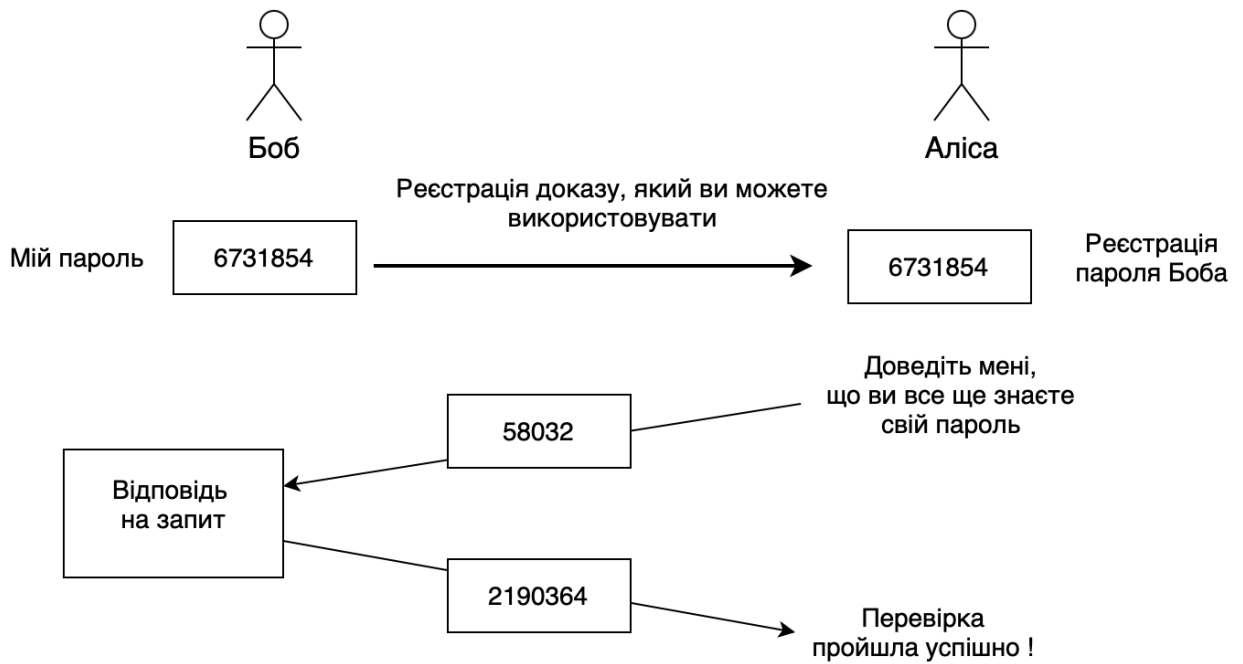 Боб
Аліса
Реєстрація доказу, який ви можете
використовувати
Мій пароль
6731854
6731854
Реєстрація
пароля Боба
Доведіть мені,
що ви все ще знаєте
свій пароль
58032
Відповідь
на запит
2190364
Перевірка
пройшла успішно !